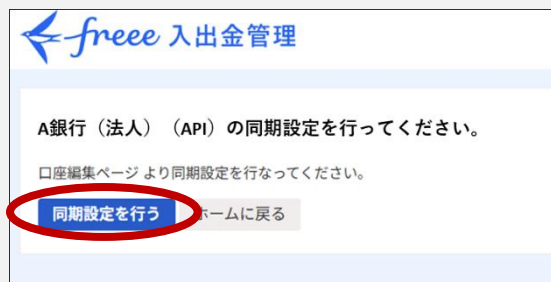 freee 入出金管理
A銀行（法人）（API）の同期設定を行ってください。
口座編集ページ より同期設定を行なってください。
同期設定を行う
ホームに戻る